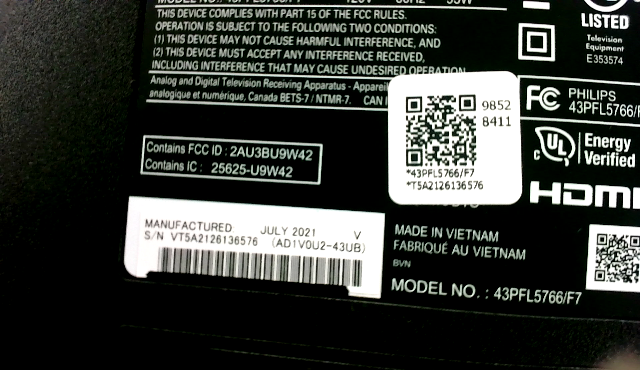 THIS DEVICE COMPLIES WITH PART 15 OF THE FCC RULES.
OPERATION IS SUBJECT TO THE FOLLOWING TWO CONDITIONS:
(1) THIS DEVICE MAY NOT CAUSE HARMFUL INTERFERENCE, AND
(2) THIS DEVICE MUST ACCEPT ANY INTERFERENCE RECEIVED,
INCLUDING INTERFERENCE THAT MAY CAUSE UNDESIRED OPERATION
Analog and Digital Television Receiving Apparatus - Appareil
analogique et numérique, Canada BETS-7 / NTMR-7. CAN
Contains FCC ID : 2AU3BU9W42
Contains IC : 25625-U9W42
MANUFACTURED JULY 2021 V
S/N VT5A2126136576 (AD1V0U2-43UB)
9852
8411
*43PFL5766/F7
*T5A2126136576
LISTED
Television
Equipment
E353574
FC PHILIPS
43PFL5766/F7
c UL Energy
Verified
HDMI
MADE IN VIETNAM
FABRIQUÉ AU VIETNAM
BVN
MODEL NO. : 43PFL5766/F7